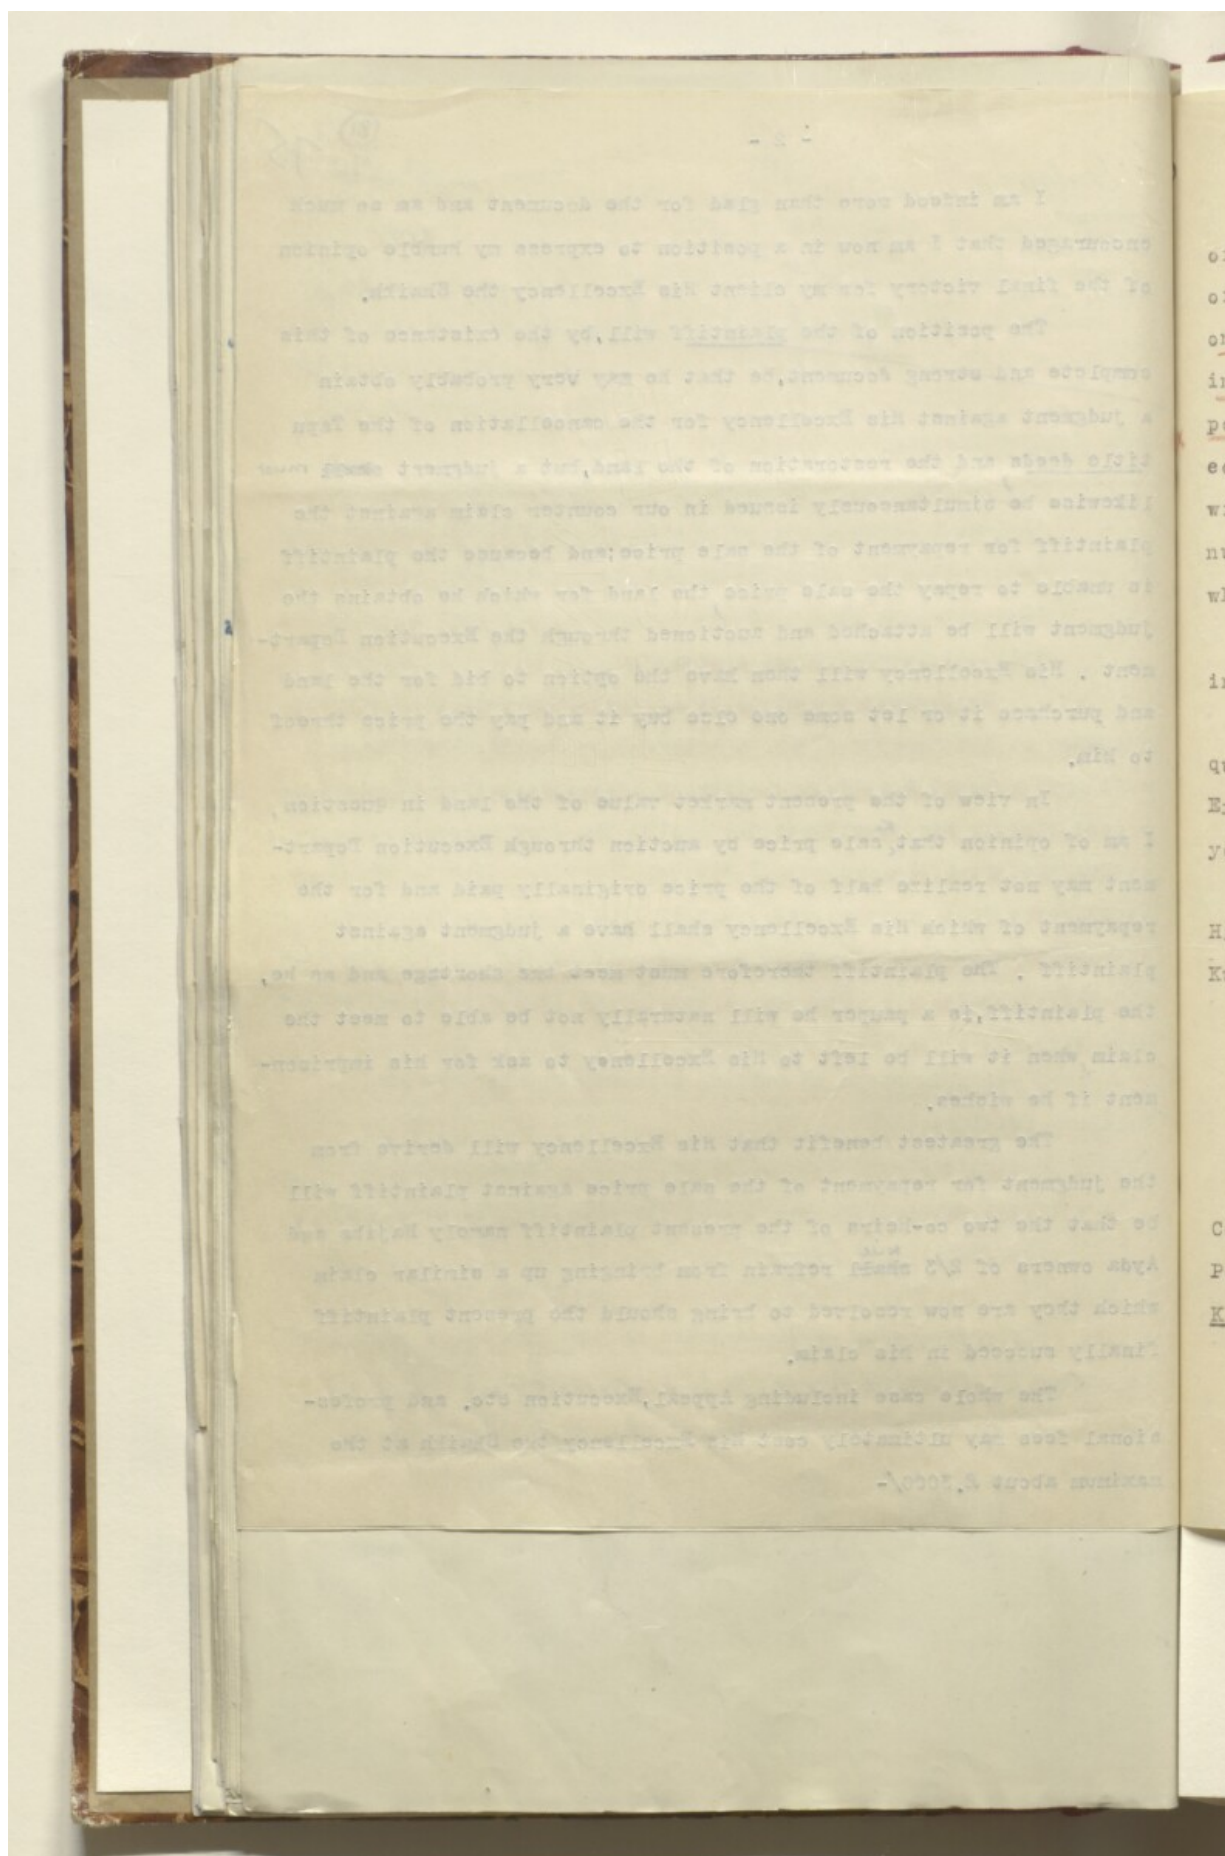 - 2 -
I am indeed more than glad for the document and am so much
encouraged that I am now in a position to express my humble opinion
of the final victory for my client His Excellency the Shaikh.
The position of the plaintiff will,by the existence of this
complete and strong document,be that he may very probably obtain
a judgment against His Excellency for the cancellation of the Tapu
title deeds and the restoration of the land,but a judgment shall
likewise be simultaneously issued in our counter claim against the
plaintiff for repayment of the sale price;and because the plaintiff
is unable to repay the sale price,the land for which he obtains the
judgment will be attached and auctioned through the Execution Depart-
ment . His Excellency will then have the option to bid for the land
and purchase it or let some one else buy it and pay the price threof
to him.
In view of the present market value of the land in question,
I am of opinion that the sale price by auction through Execution Depart-
ment may not realize half of the price originally paid and for the
repayment of which His Excellency shall have a judgment against
plaintiff . The plaintiff therefore must meet the shortage and as he,
the plaintiff,is a pauper he will naturally not be able to meet the
claim,when it will be left to His Excellency to ask for his imprison-
ment if he wishes.
The greatest benefit that His Excellency will derive from
the judgment for repayment of the sale price against plaintiff will
be that the two co-heirs of the present plaintiff namely Najiba and
Ayda owners of 2/3 shall refrain from bringing up a similar claim
which they are now resolved to bring should the present plaintiff
finally succeed in his claim.
The whole case including Appeal,Execution etc. and profes-
sional fees may ultimately cost His Excellency the Shaikh at the
maximum about 3000/-
in
qu
wh
H
C
P
K